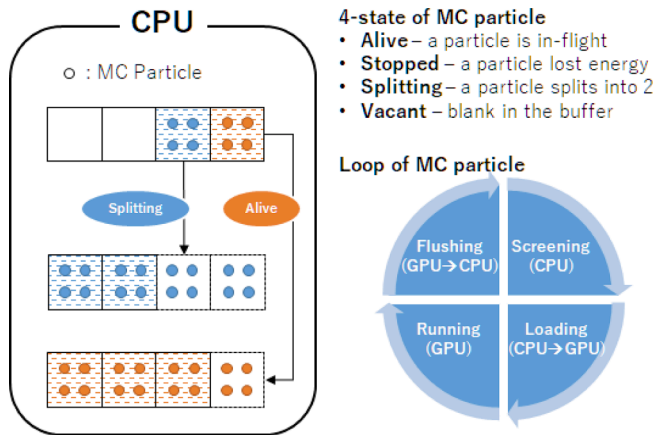 CPU
○ : MC Particle
Splitting
Alive
4-state of MC particle
• Alive – a particle is in-flight
• Stopped – a particle lost energy
• Splitting – a particle splits into 2
• Vacant – blank in the buffer
Loop of MC particle
Flushing
(GPU→CPU)
Screening
(CPU)
Running
(GPU)
Loading
(CPU→GPU)